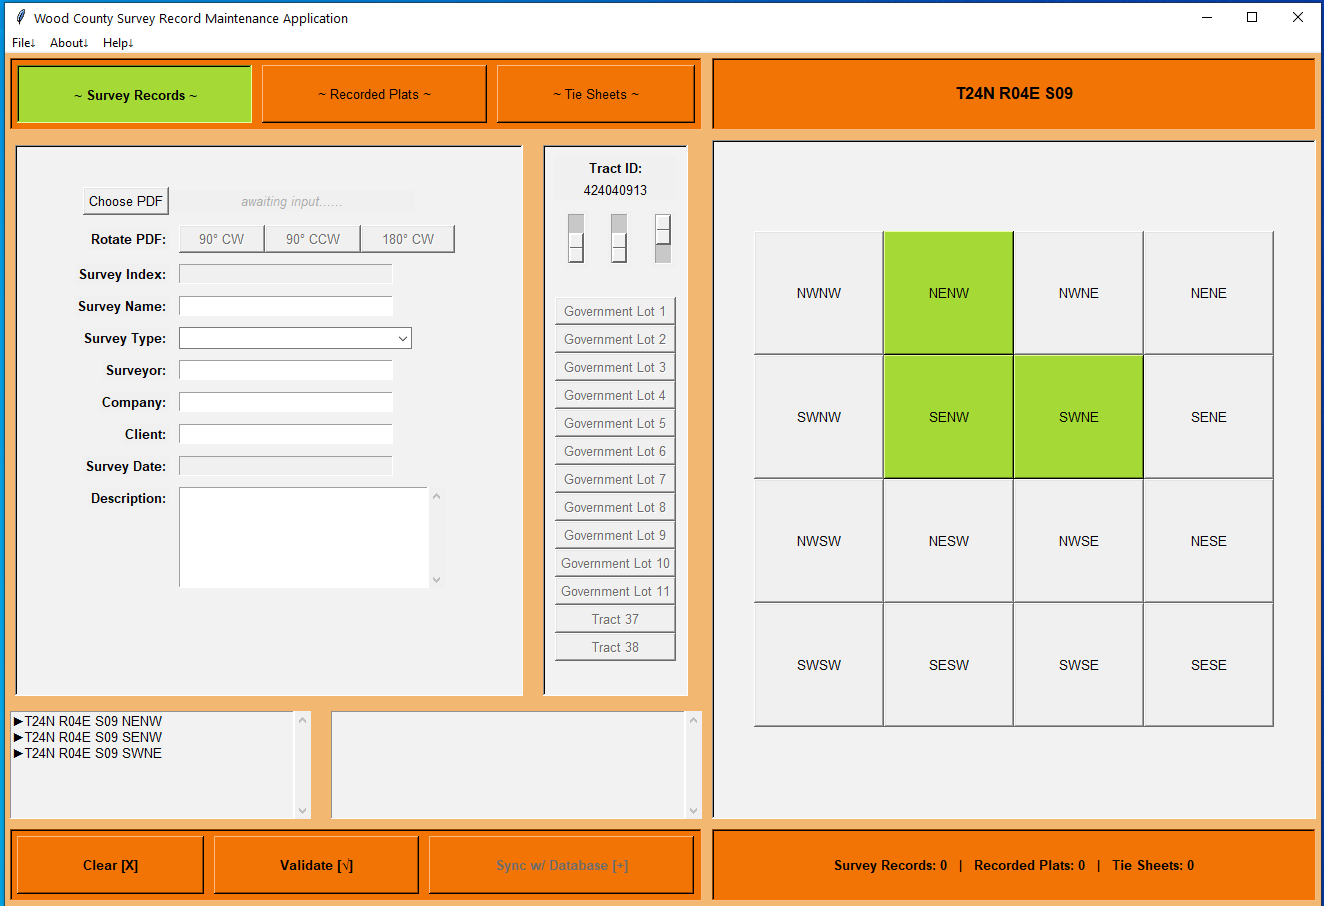 Wood County Survey Record Maintenance Application
File↓ About↓ Help↓
~ Survey Records ~
~ Recorded Plats ~
~ Tie Sheets ~
T24N R04E S09
Choose PDF
awaiting input......
Rotate PDF:
90° CW
90° CCW
180° CW
Survey Index:
Survey Name:
Survey Type:
Surveyor:
Company:
Client:
Survey Date:
Description:
Tract ID:
424040913
Government Lot 1
Government Lot 2
Government Lot 3
Government Lot 4
Government Lot 5
Government Lot 6
Government Lot 7
Government Lot 8
Government Lot 9
Government Lot 10
Government Lot 11
Tract 37
Tract 38
NWNW NENW NWNE NENE
SWNW SENW SWNE SENE
NWSW NESW NWSE NESE
SWSW SESW SWSE SESE
►T24N R04E S09 NENW
►T24N R04E S09 SENW
►T24N R04E S09 SWNE
Clear [X]
Validate [√]
Sync w/ Database [+]
Survey Records: 0 | Recorded Plats: 0 | Tie Sheets: 0